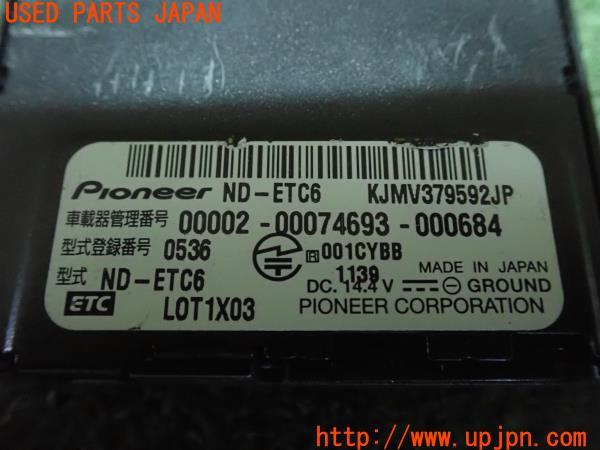 USED PARTS JAPAN
Pioneer ND-ETC6 KJMV379592JP
車載器管理番号 00002-00074693-000684
型式登録番号 0536 R 001CYBB
型式 ND-ETC6 1139 MADE IN JAPAN
DC. 14.4V GROUND
ETC LOT1X03 PIONEER CORPORATION
http://www.upjpn.com/